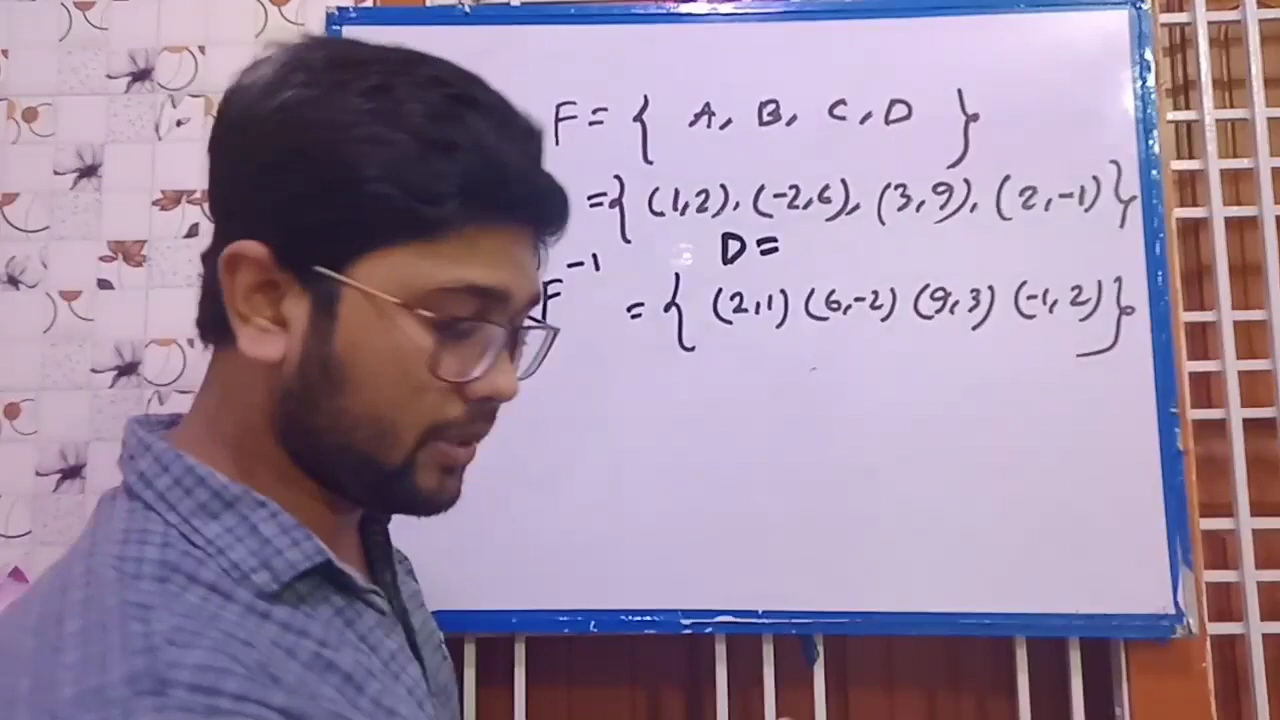 F = { A, B, C, D }
= { (1,2), (-2,6), (3,9), (2,-1) }
D =
F⁻¹ = { (2,1) (6,-2) (9,3) (-1,2) }